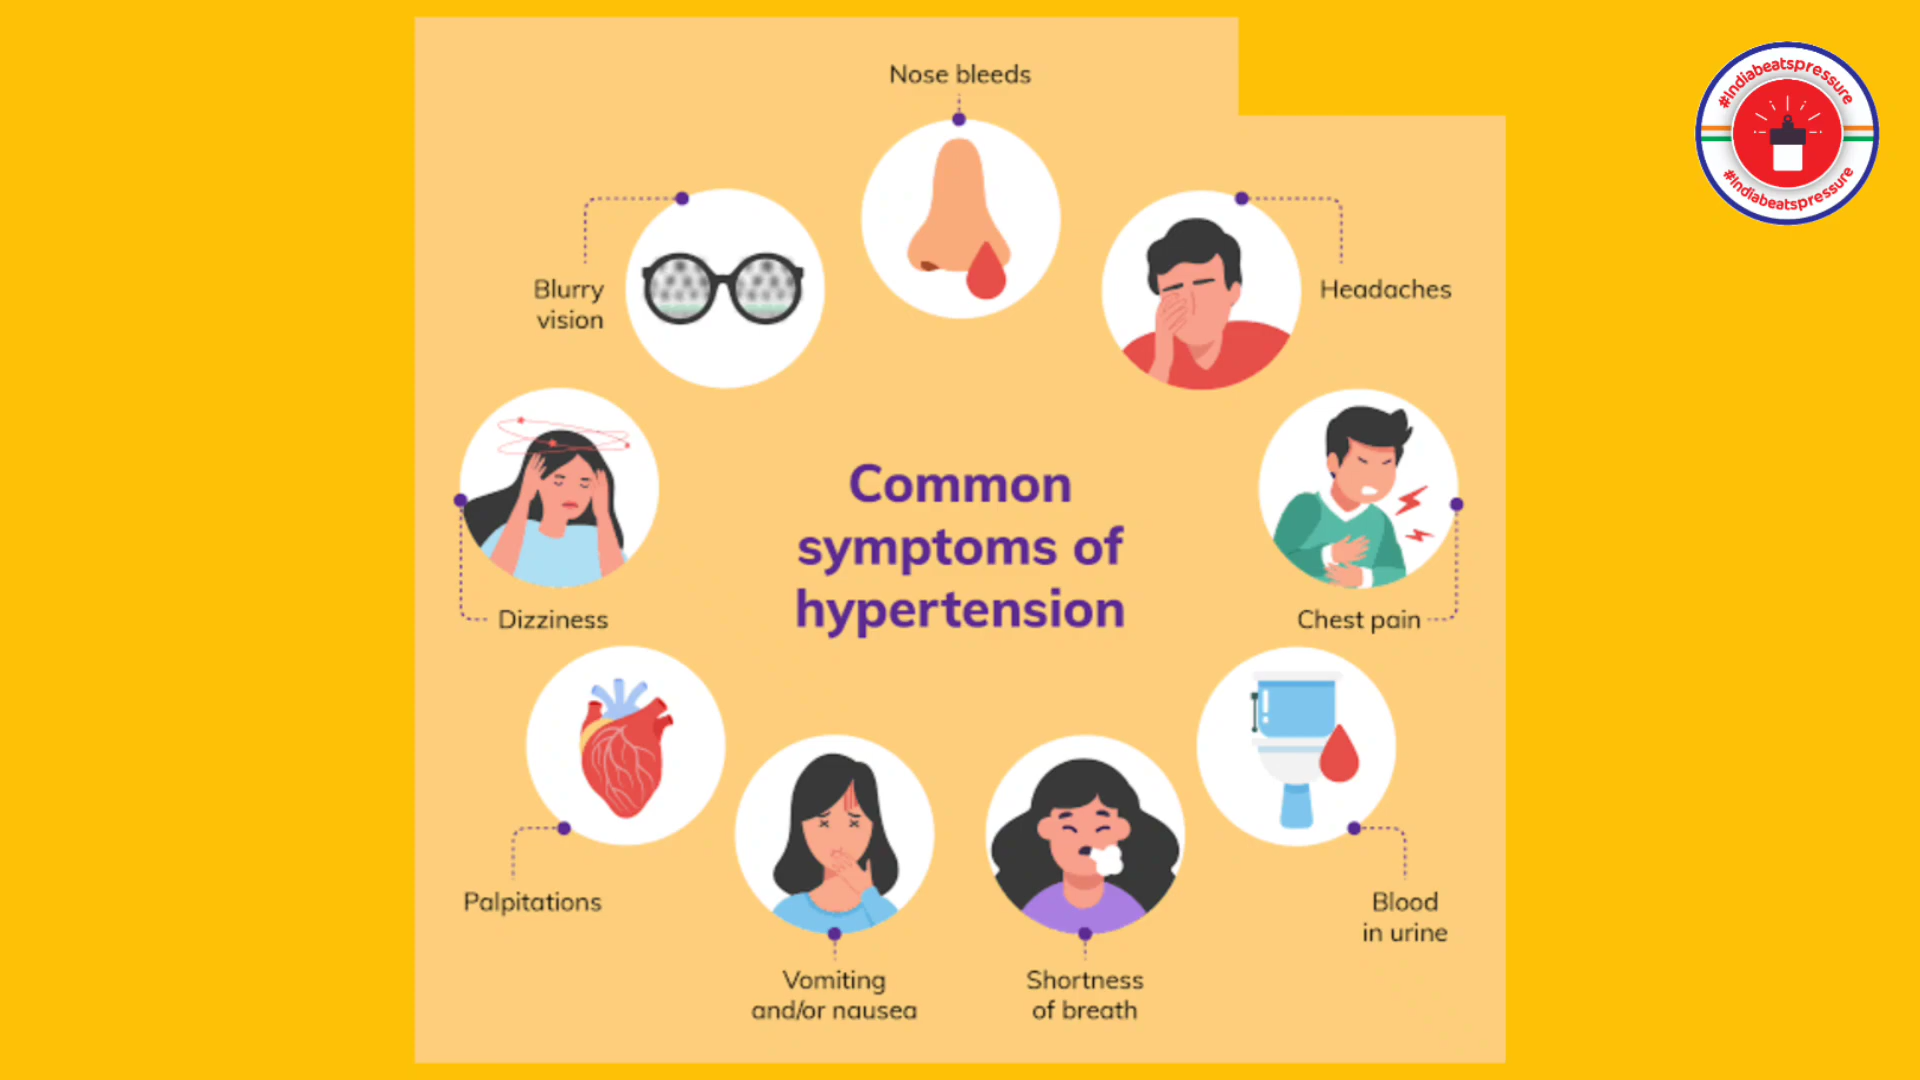 Nose bleeds
Blurry
vision
Headaches
Common
symptoms of
hypertension
Dizziness
Chest pain
Palpitations
Blood
in urine
Vomiting
and/or nausea
Shortness
of breath
#Indiabeatspressure
#Indiabeatspressure